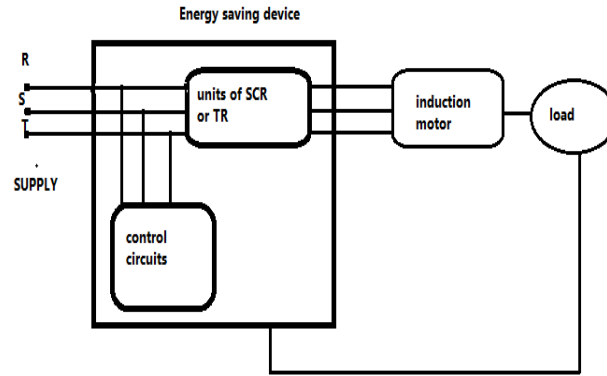 Energy saving device
R
S
T
SUPPLY
units of SCR
or TR
induction
motor
load
control
circuits